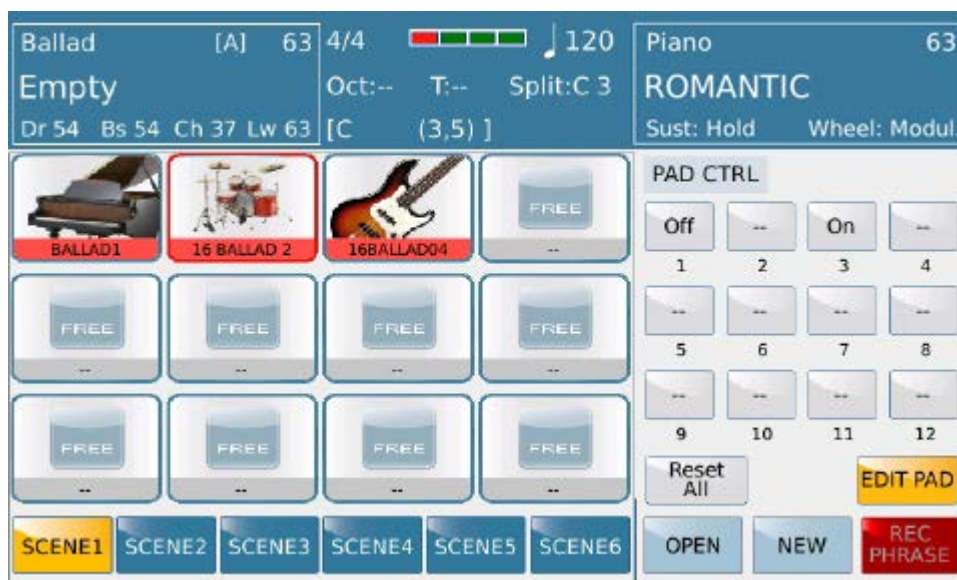 Ballad [A] 63
Empty
Dr 54 Bs 54 Ch 37 Lw 63
4/4 120
Oct:-- T:-- Split:C 3
[C (3,5) ]
Piano 63
ROMANTIC
Sust: Hold Wheel: Modul.
BALLAD1
16 BALLAD 2
16BALLAD04
FREE
--
FREE
--
FREE
--
FREE
--
FREE
--
FREE
--
FREE
--
FREE
--
FREE
--
PAD CTRL
Off -- On --
1 2 3 4
-- -- -- --
5 6 7 8
-- -- -- --
9 10 11 12
Reset
All
EDIT PAD
SCENE1 SCENE2 SCENE3 SCENE4 SCENE5 SCENE6
OPEN NEW
REC
PHRASE